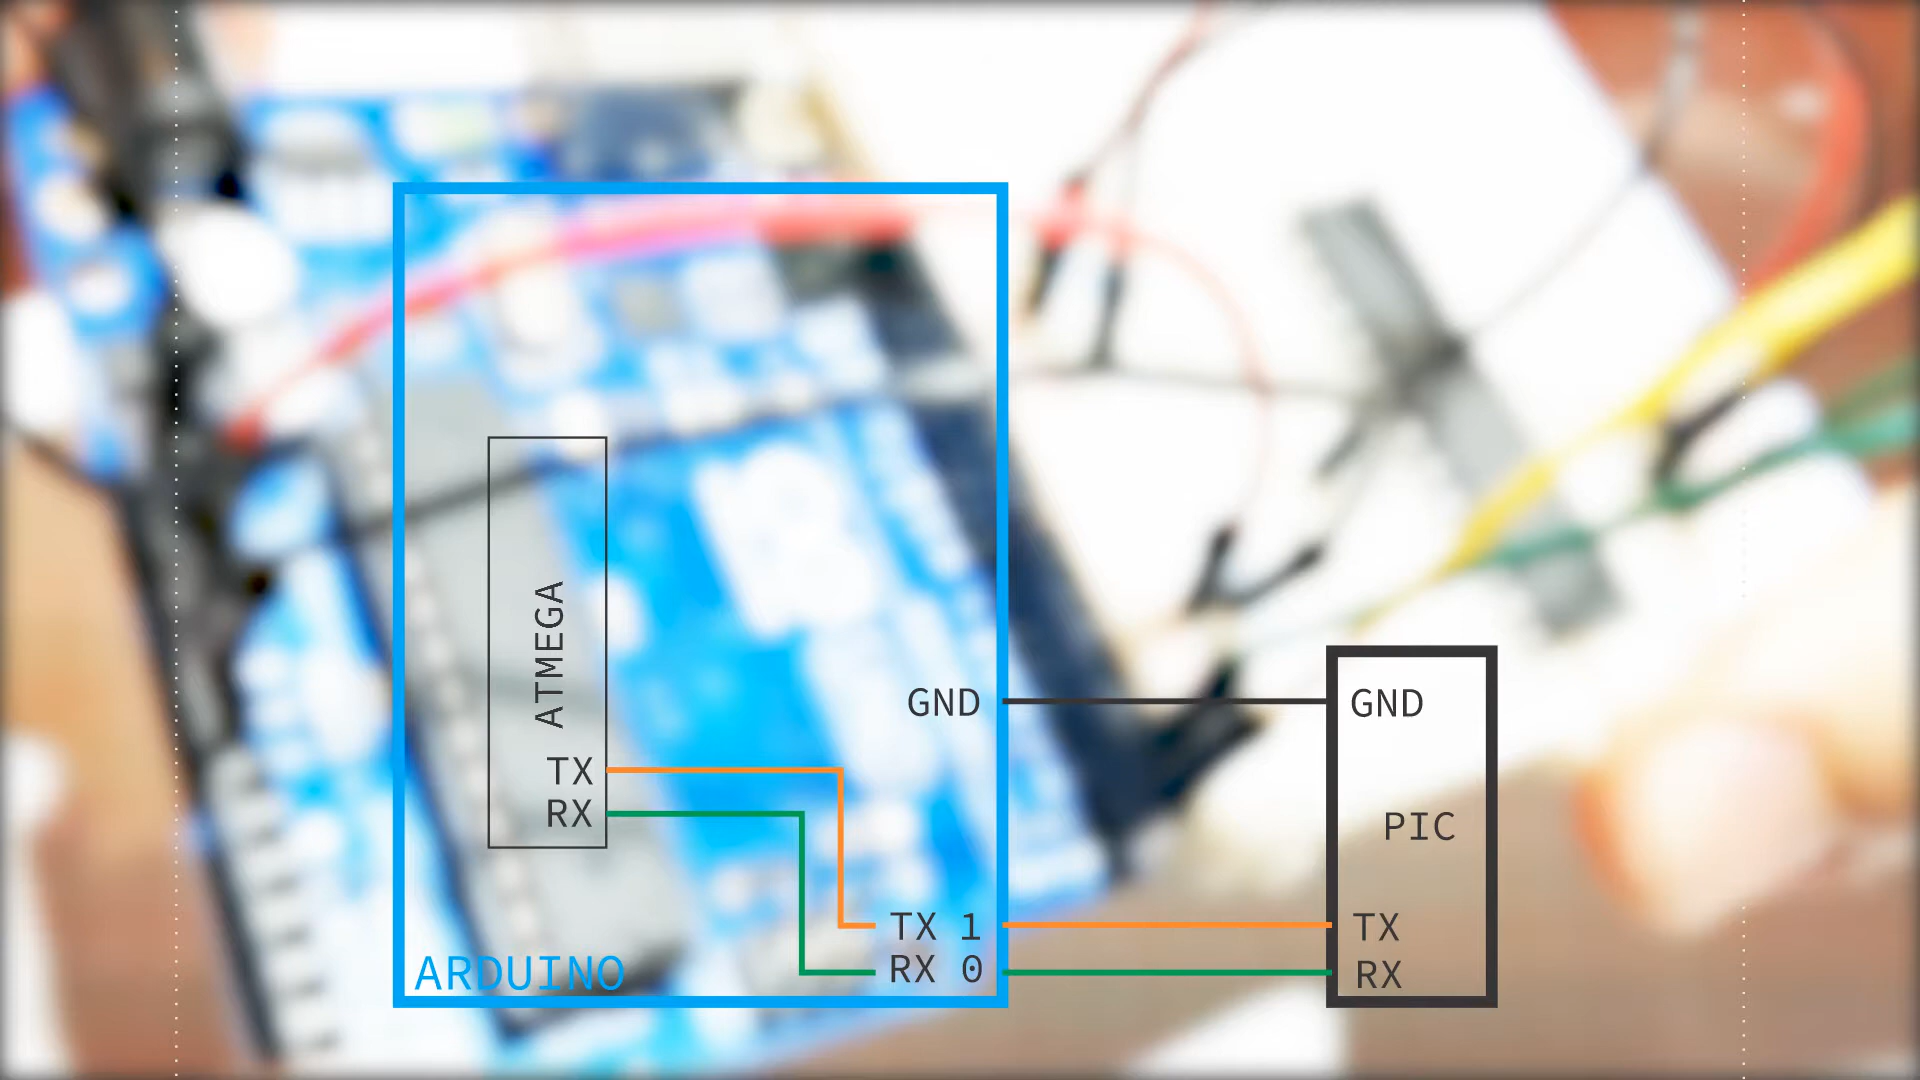 ATMEGA
GND
GND
TX
RX
PIC
TX 1
TX
RX 0
RX
ARDUINO